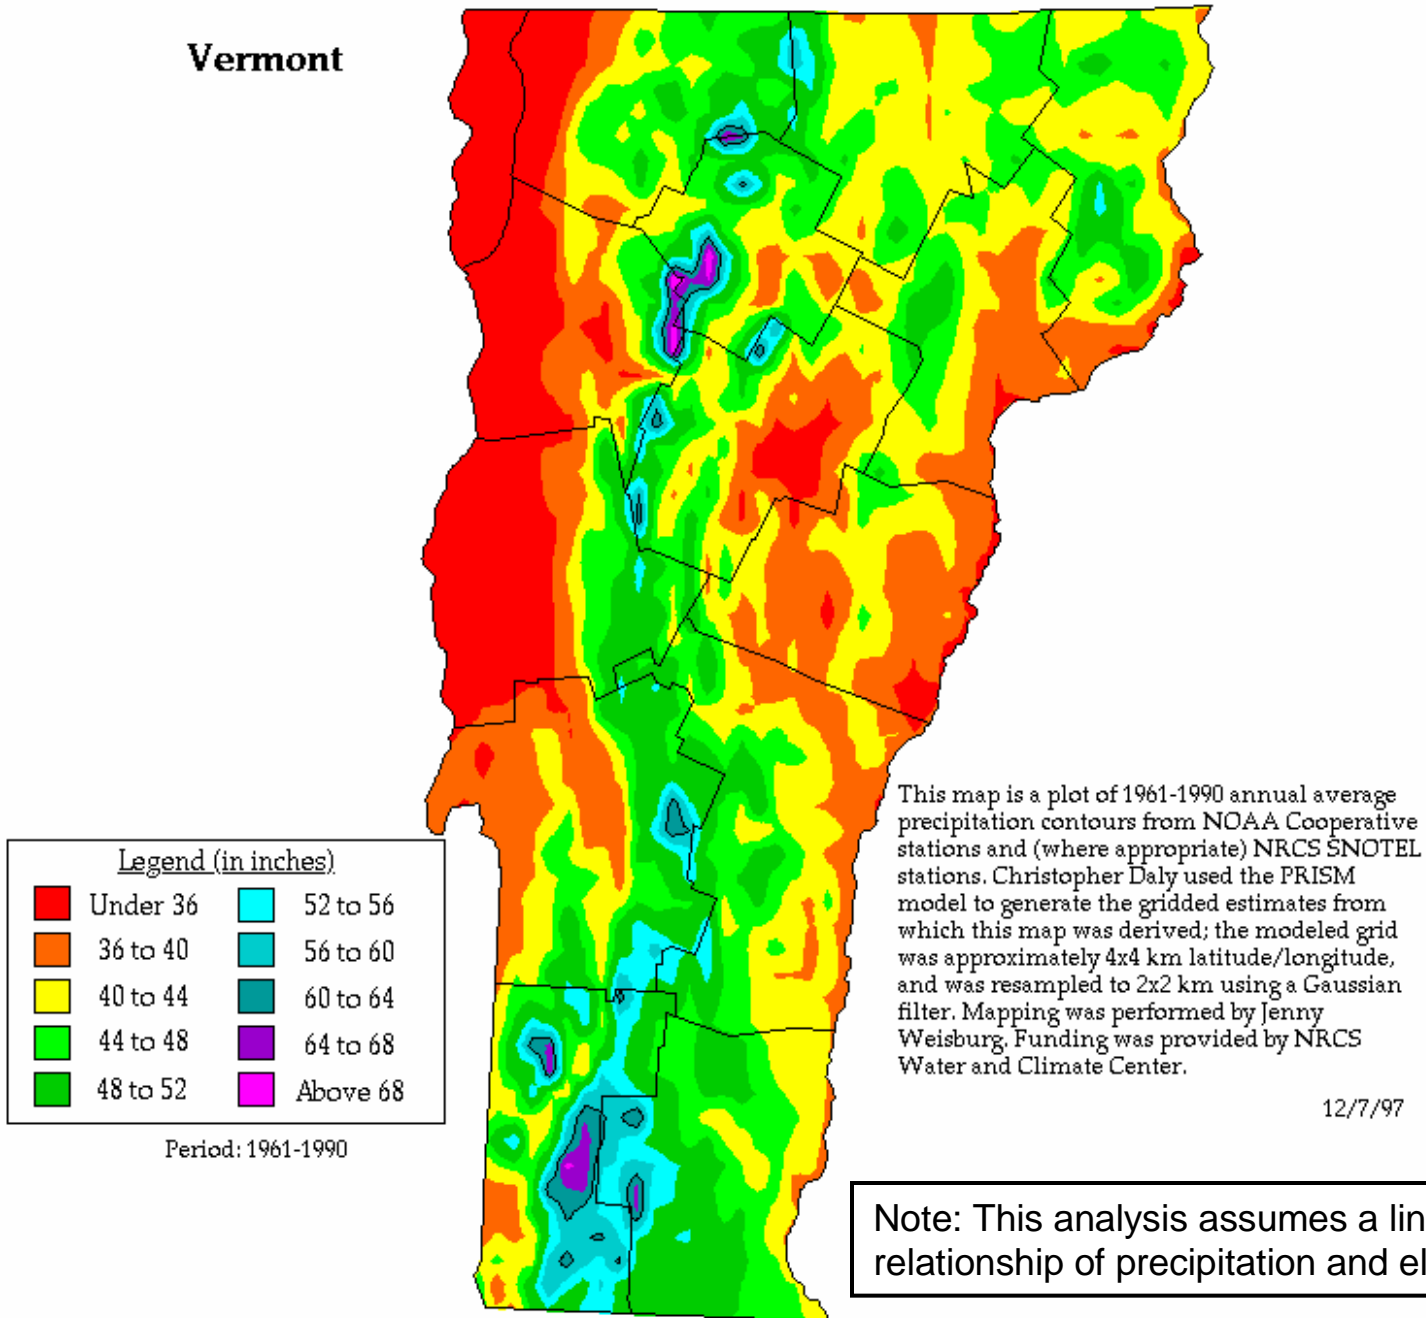 Vermont
This map is a plot of 1961-1990 annual average
precipitation contours from NOAA Cooperative
stations and (where appropriate) NRCS SNOTEL
stations. Christopher Daly used the PRISM
model to generate the gridded estimates from
which this map was derived; the modeled grid
was approximately 4x4 km latitude/longitude,
and was resampled to 2x2 km using a Gaussian
filter. Mapping was performed by Jenny
Weisburg. Funding was provided by NRCS
Water and Climate Center.
12/7/97
Legend (in inches)
Under 36
36 to 40
40 to 44
44 to 48
48 to 52
52 to 56
56 to 60
60 to 64
64 to 68
Above 68
Period: 1961-1990
Note: This analysis assumes a lin
relationship of precipitation and el